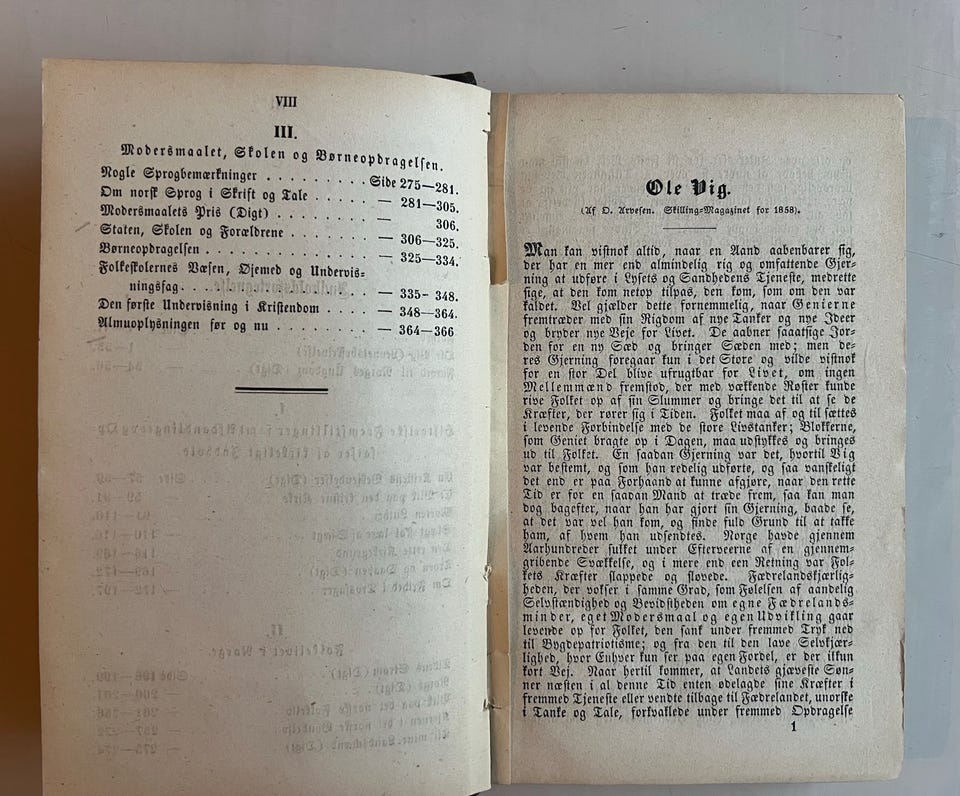 VIII
III.
Modersmaalet, Skolen og Børneopdragelsen.
Nogle Sprogbemærkninger . . . . . . . . . Side 275—281.
Om norsk Sprog i Skrift og Tale . . . . . — 281—305.
Modersmaalets Pris (Digt) . . . . . . . . — 306.
Staten, Skolen og Forældrene . . . . . . . — 306—325.
Børneopdragelsen . . . . . . . . . . . . — 325—334.
Folkeskolernes Væsen, Øjemed og Undervis-
ningsfag . . . . . . . . . . . . . . — 335- 348.
Den første Undervisning i Kristendom . . . . — 348—364.
Almuoplysningen før og nu . . . . . . . . — 364—366
Ole Vig.
(Af O. Arvesen. Skilling-Magazinet for 1858).
Man kan vistnok altid, naar en Aand aabenbarer sig,
der har en mer end almindelig rig og omfattende Gjer-
ning at udføre i Lysets og Sandhedens Tjeneste, medrette
sige, at den kom netop tilpas, den kom, som om den var
kaldet. Vel gjælder dette fornemmelig, naar Genierne
fremtræder med sin Rigdom af nye Tanker og nye Ideer
og bryder nye Veje for Livet. De aabner saaatsige Jor-
den for en ny Sæd og bringer Sæden med; men de-
res Gjerning foregaar kun i det Store og vilde vistnok
for en stor Del blive ufrugtbar for Livet, om ingen
Mellemmænd fremstod, der med vækkende Røster kunde
rive Folket op af sin Slummer og bringe det til at se de
Kræfter, der rører sig i Tiden. Folket maa af og til sættes
i levende Forbindelse med de store Livstanker; Blokkerne,
som Geniet bragte op i Dagen, maa udstykkes og bringes
ud til Folket. En saadan Gjerning var det, hvortil Vig
var bestemt, og som han redelig udførte, og saa vanskeligt
det end er paa Forhaand at kunne afgjøre, naar den rette
Tid er for en saadan Mand at træde frem, saa kan man
dog bagefter, naar han har gjort sin Gjerning, baade se,
at det var vel han kom, og finde fuld Grund til at takke
ham, af hvem han udsendtes. Norge havde gjennem
Aarhundreder sukket under Efterveerne af en gjennem-
gribende Svækkelse, og i mere end en Retning var Fol-
kets Kræfter slappede og sløvede. Fædrelandskjærlig-
heden, der vokser i samme Grad, som Følelsen af aandelig
Selvstændighed og Bevidstheden om egne Fædrelands-
minder, eget Modersmaal og egen Udvikling gaar
levende op for Folket, den sank under fremmed Tryk ned
til Bygdepatriotisme; og fra den til den lave Selvkjær-
lighed, hvor Enhver kun ser paa egen Fordel, er der ilkun
kort Vej. Naar hertil kommer, at Landets gjæveste Søn-
ner næsten i al denne Tid enten ødelagde sine Kræfter i
fremmed Tjeneste eller vendte tilbage til Fædrelandet, unorske
i Tanke og Tale, forkvaklede under fremmed Opdragelse
1